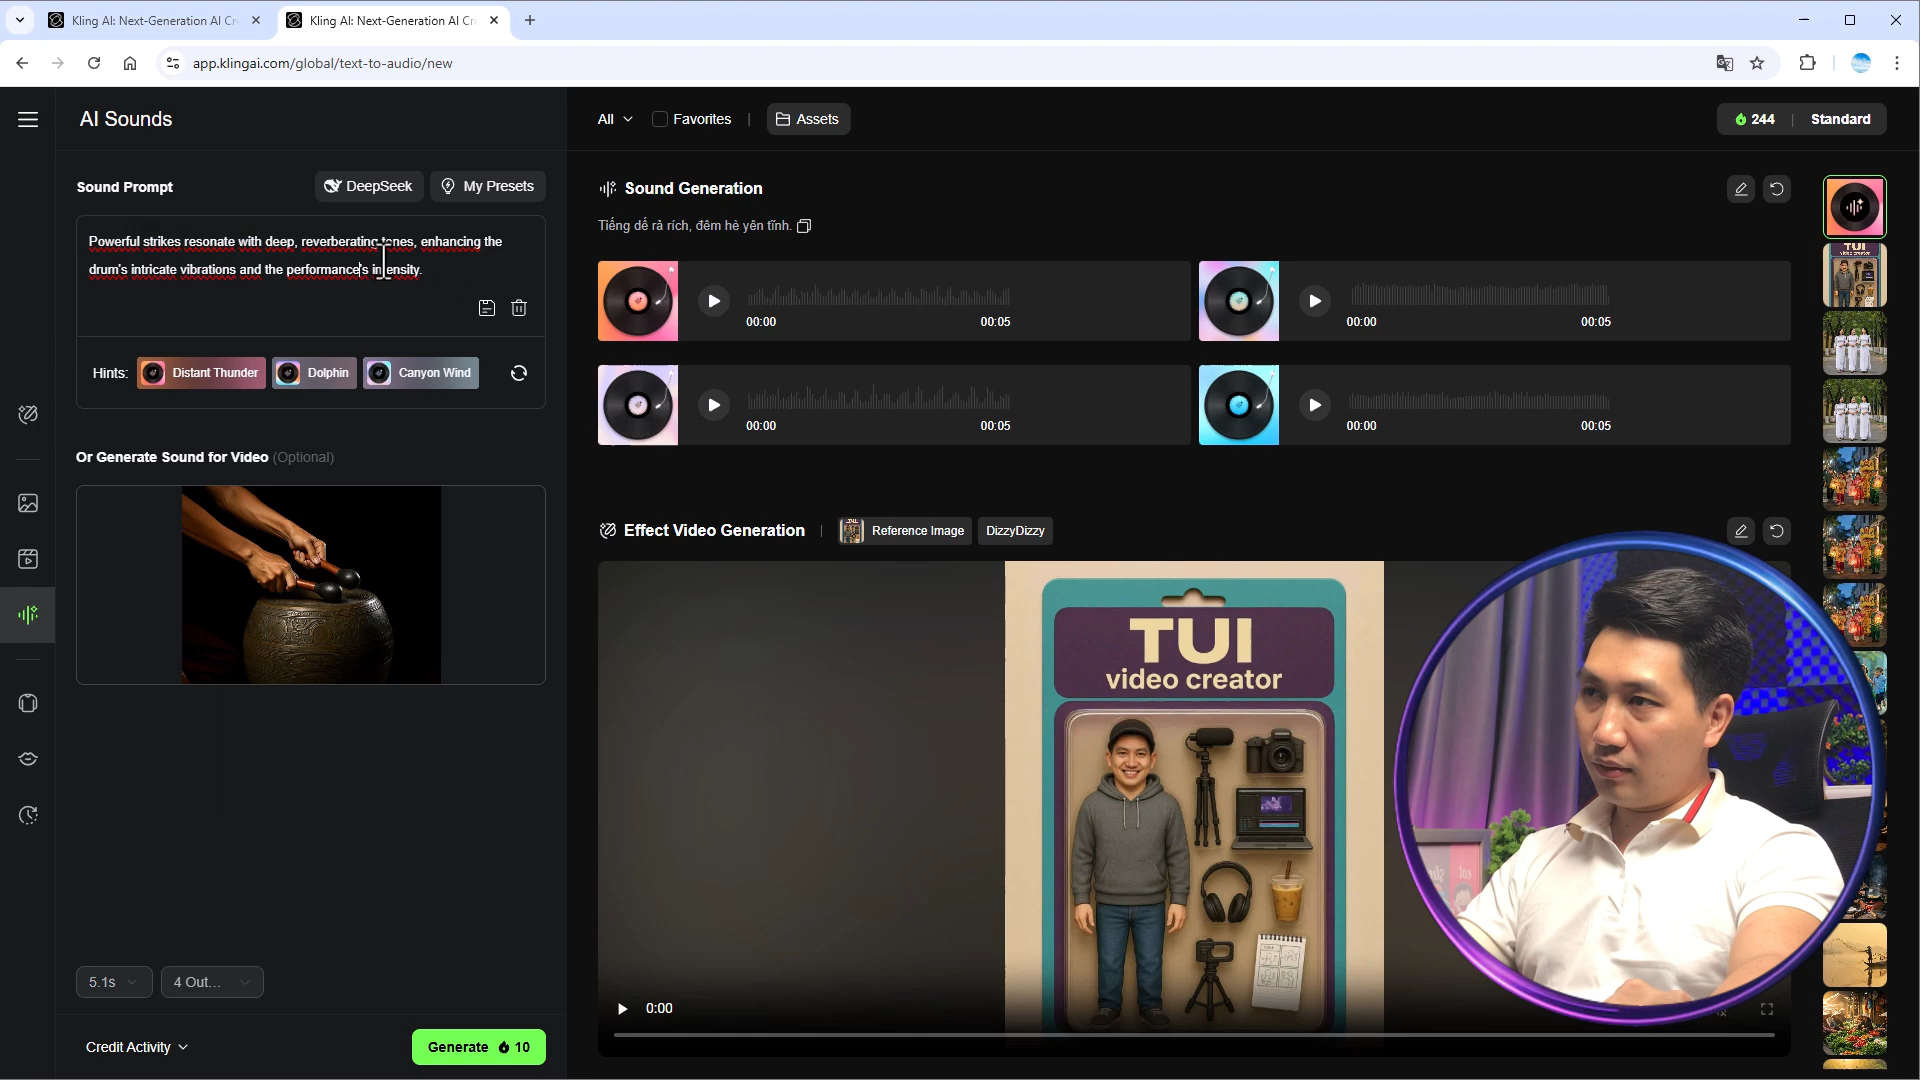 Kling AI: Next-Generation AI Cr
Kling AI: Next-Generation AI Cr
app.klingai.com/global/text-to-audio/new
AI Sounds
All
Favorites
Assets
244
Standard
Sound Prompt
DeepSeek
My Presets
Powerful strikes resonate with deep, reverberating tones, enhancing the
drum's intricate vibrations and the performance's intensity.
Hints:
Distant Thunder
Dolphin
Canyon Wind
Or Generate Sound for Video (Optional)
5.1s
4 Out...
Credit Activity
Generate 10
Sound Generation
Tiếng dế rả rích, đêm hè yên tĩnh.
00:00
00:05
00:00
00:05
00:00
00:05
00:00
00:05
Effect Video Generation
Reference Image
DizzyDizzy
TUI
video creator
0:00